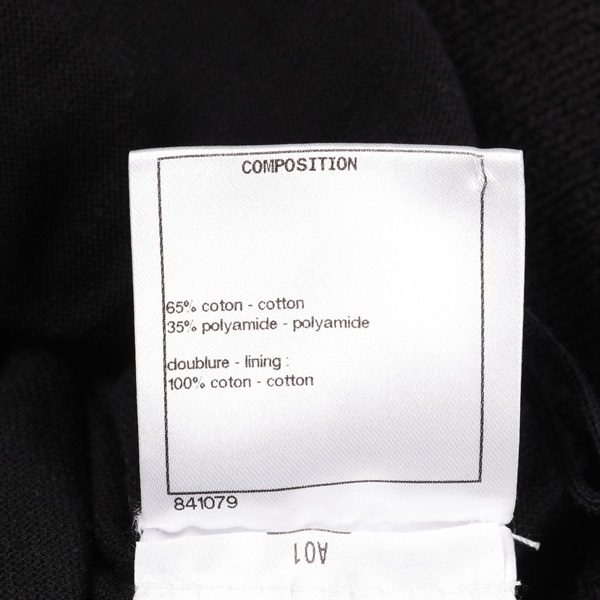 COMPOSITION
65% coton - cotton
35% polyamide - polyamide
doublure - lining :
100% coton - cotton
841079
A01